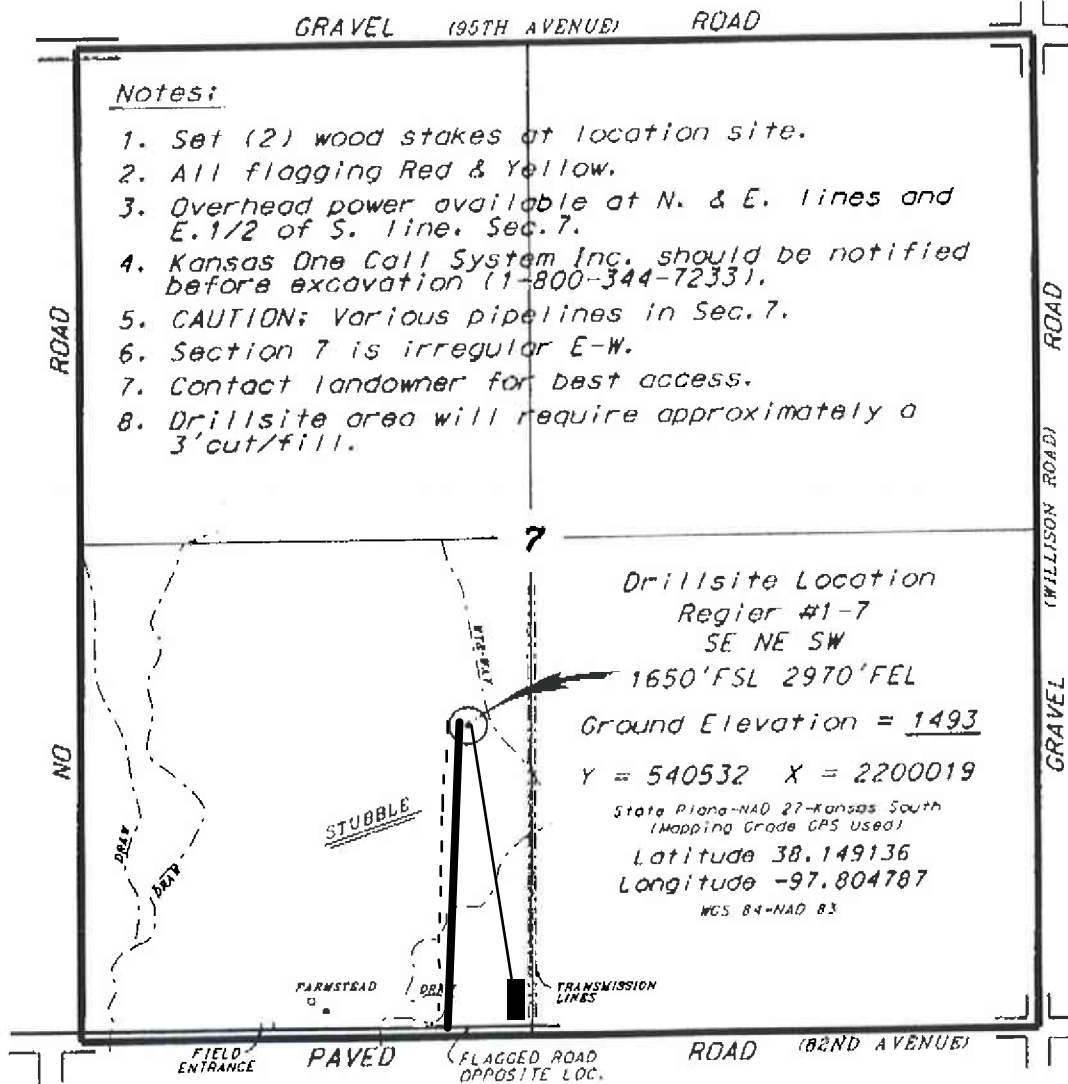 GRAVEL (95TH AVENUE) ROAD
Notes:
1. Set (2) wood stakes at location site.
2. All flagging Red & Yellow.
3. Overhead power available at N. & E. lines and
E.1/2 of S. line. Sec.7.
4. Kansas One Call System Inc. should be notified
before excavation (1-800-344-7233).
5. CAUTION: Various pipelines in Sec.7.
6. Section 7 is irregular E-W.
7. Contact landowner for best access.
8. Drillsite area will require approximately a
3'cut/fill.
NO ROAD
GRAVEL (WILLISON ROAD) ROAD
7
Drillsite Location
Regier #1-7
SE NE SW
1650'FSL 2970'FEL
Ground Elevation = 1493
Y = 540532 X = 2200019
State Plane-NAD 27-Kansas South
(Mapping Grade GPS Used)
Latitude 38.149136
Longitude -97.804787
WGS 84-NAD 83
WTR-WAY
STUBBLE
DRAW
DRAW
FARMSTEAD
DRAW
TRANSMISSION
LINES
FIELD
ENTRANCE
PAVED
FLAGGED ROAD
OPPOSITE LOC.
ROAD (82ND AVENUE)